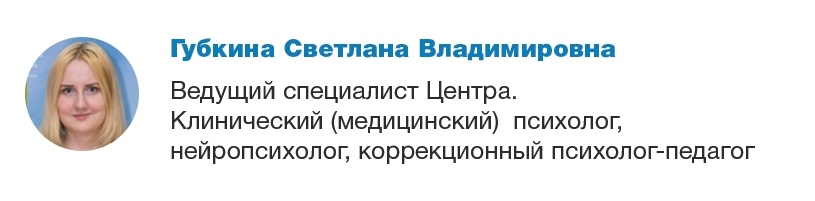 Губкина Светлана Владимировна
Ведущий специалист Центра.
Клинический (медицинский) психолог,
нейропсихолог, коррекционный психолог-педагог